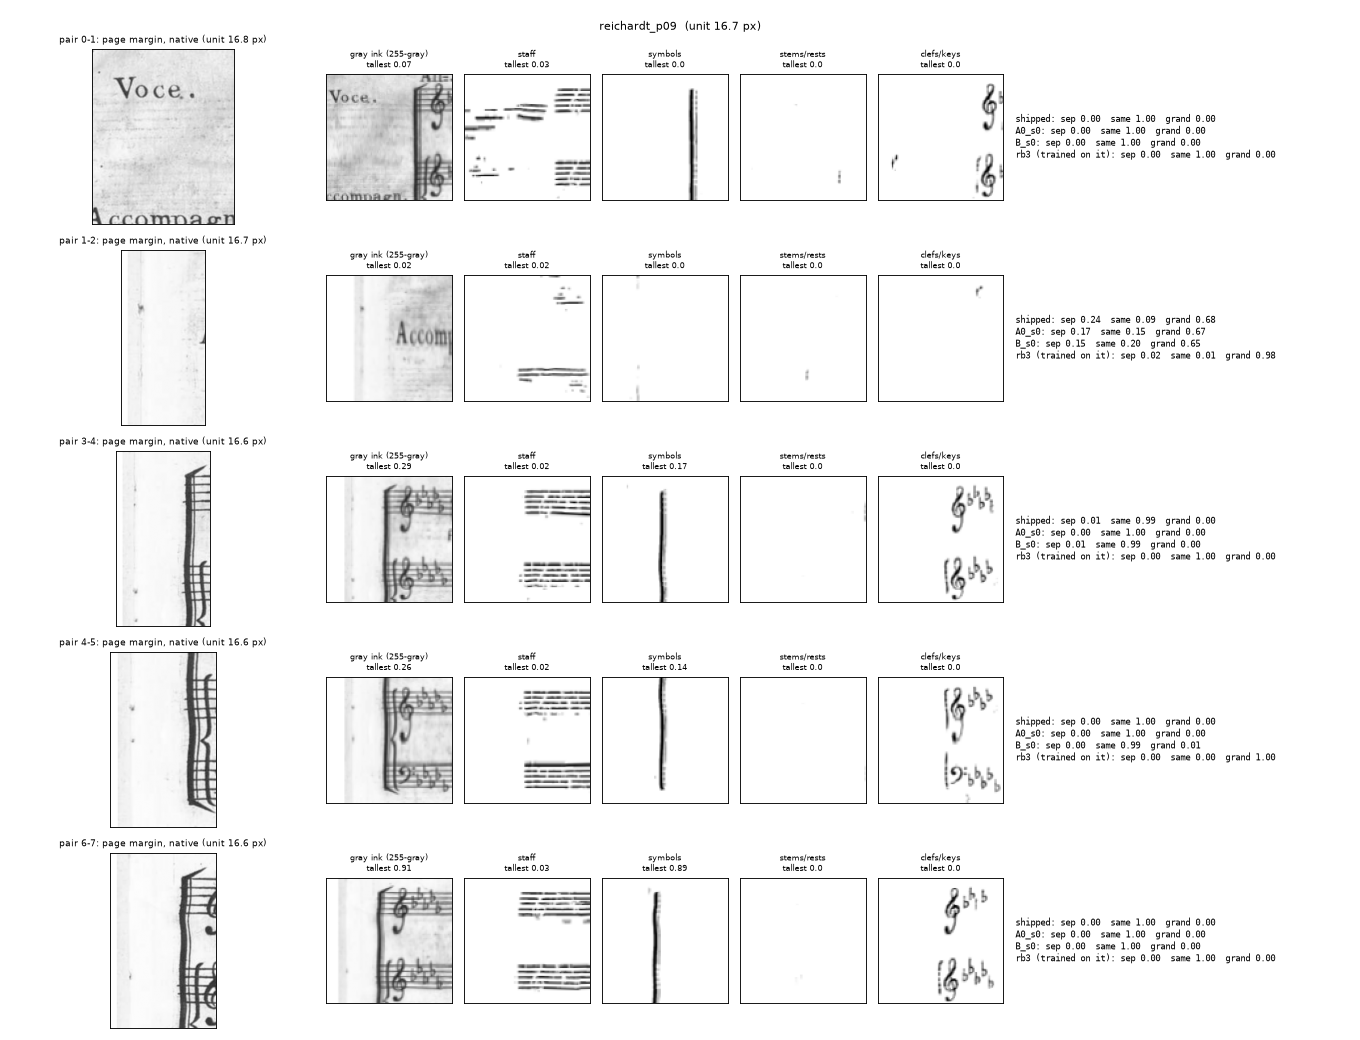 reichardt_p09 (unit 16.7 px)
pair 0-1: page margin, native (unit 16.8 px)
Voce.
Accompagn
gray ink (255-gray)
tallest 0.07
Voce.
ccompagn.
staff
tallest 0.03
symbols
tallest 0.0
stems/rests
tallest 0.0
clefs/keys
tallest 0.0
shipped: sep 0.00 same 1.00 grand 0.00
A0_s0: sep 0.00 same 1.00 grand 0.00
B_s0: sep 0.00 same 1.00 grand 0.00
rb3 (trained on it): sep 0.00 same 1.00 grand 0.00
pair 1-2: page margin, native (unit 16.7 px)
gray ink (255-gray)
tallest 0.02
Accomp
staff
tallest 0.02
symbols
tallest 0.0
stems/rests
tallest 0.0
clefs/keys
tallest 0.0
shipped: sep 0.24 same 0.09 grand 0.68
A0_s0: sep 0.17 same 0.15 grand 0.67
B_s0: sep 0.15 same 0.20 grand 0.65
rb3 (trained on it): sep 0.02 same 0.01 grand 0.98
pair 3-4: page margin, native (unit 16.6 px)
gray ink (255-gray)
tallest 0.29
staff
tallest 0.02
symbols
tallest 0.17
stems/rests
tallest 0.0
clefs/keys
tallest 0.0
shipped: sep 0.01 same 0.99 grand 0.00
A0_s0: sep 0.00 same 1.00 grand 0.00
B_s0: sep 0.01 same 0.99 grand 0.00
rb3 (trained on it): sep 0.00 same 1.00 grand 0.00
pair 4-5: page margin, native (unit 16.6 px)
gray ink (255-gray)
tallest 0.26
staff
tallest 0.02
symbols
tallest 0.14
stems/rests
tallest 0.0
clefs/keys
tallest 0.0
shipped: sep 0.00 same 1.00 grand 0.00
A0_s0: sep 0.00 same 1.00 grand 0.00
B_s0: sep 0.00 same 0.99 grand 0.01
rb3 (trained on it): sep 0.00 same 0.00 grand 1.00
pair 6-7: page margin, native (unit 16.6 px)
gray ink (255-gray)
tallest 0.91
staff
tallest 0.03
symbols
tallest 0.89
stems/rests
tallest 0.0
clefs/keys
tallest 0.0
shipped: sep 0.00 same 1.00 grand 0.00
A0_s0: sep 0.00 same 1.00 grand 0.00
B_s0: sep 0.00 same 1.00 grand 0.00
rb3 (trained on it): sep 0.00 same 1.00 grand 0.00